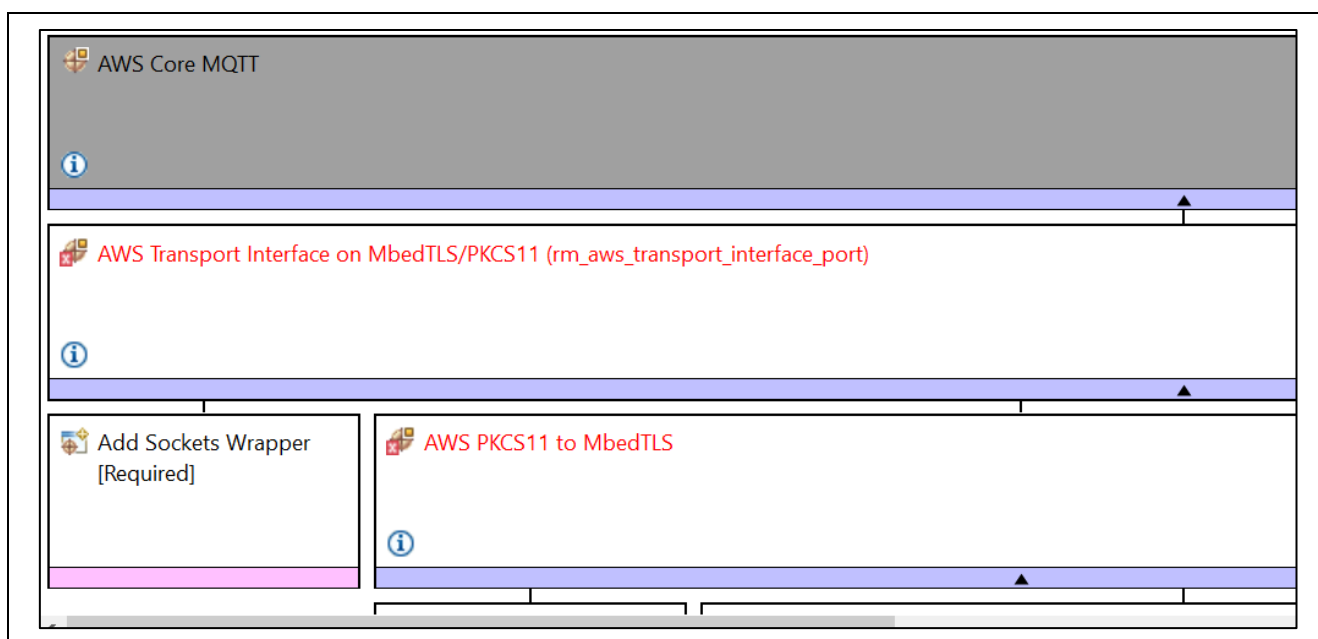 AWS Core MQTT
AWS Transport Interface on MbedTLS/PKCS11 (rm_aws_transport_interface_port)
Add Sockets Wrapper
[Required]
AWS PKCS11 to MbedTLS